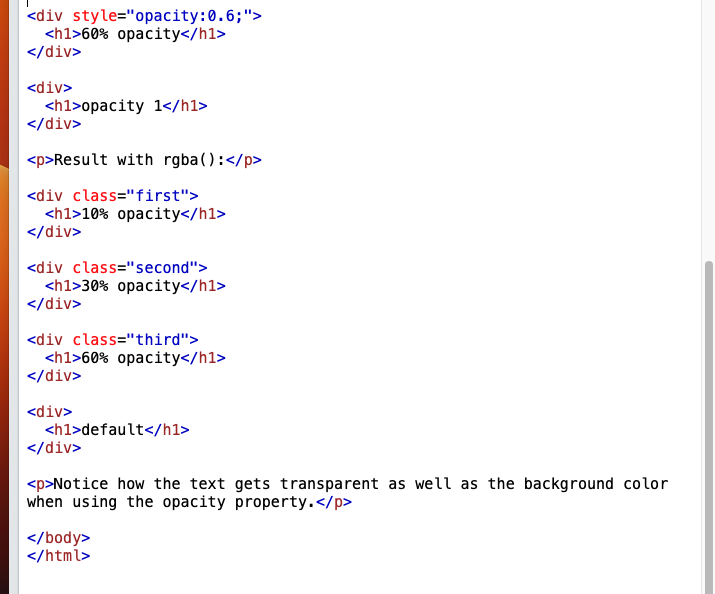 <div style="opacity:0.6;">
  <h1>60% opacity</h1>
</div>

<div>
  <h1>opacity 1</h1>
</div>

<p>Result with rgba():</p>

<div class="first">
  <h1>10% opacity</h1>
</div>

<div class="second">
  <h1>30% opacity</h1>
</div>

<div class="third">
  <h1>60% opacity</h1>
</div>

<div>
  <h1>default</h1>
</div>

<p>Notice how the text gets transparent as well as the background color
when using the opacity property.</p>

</body>
</html>